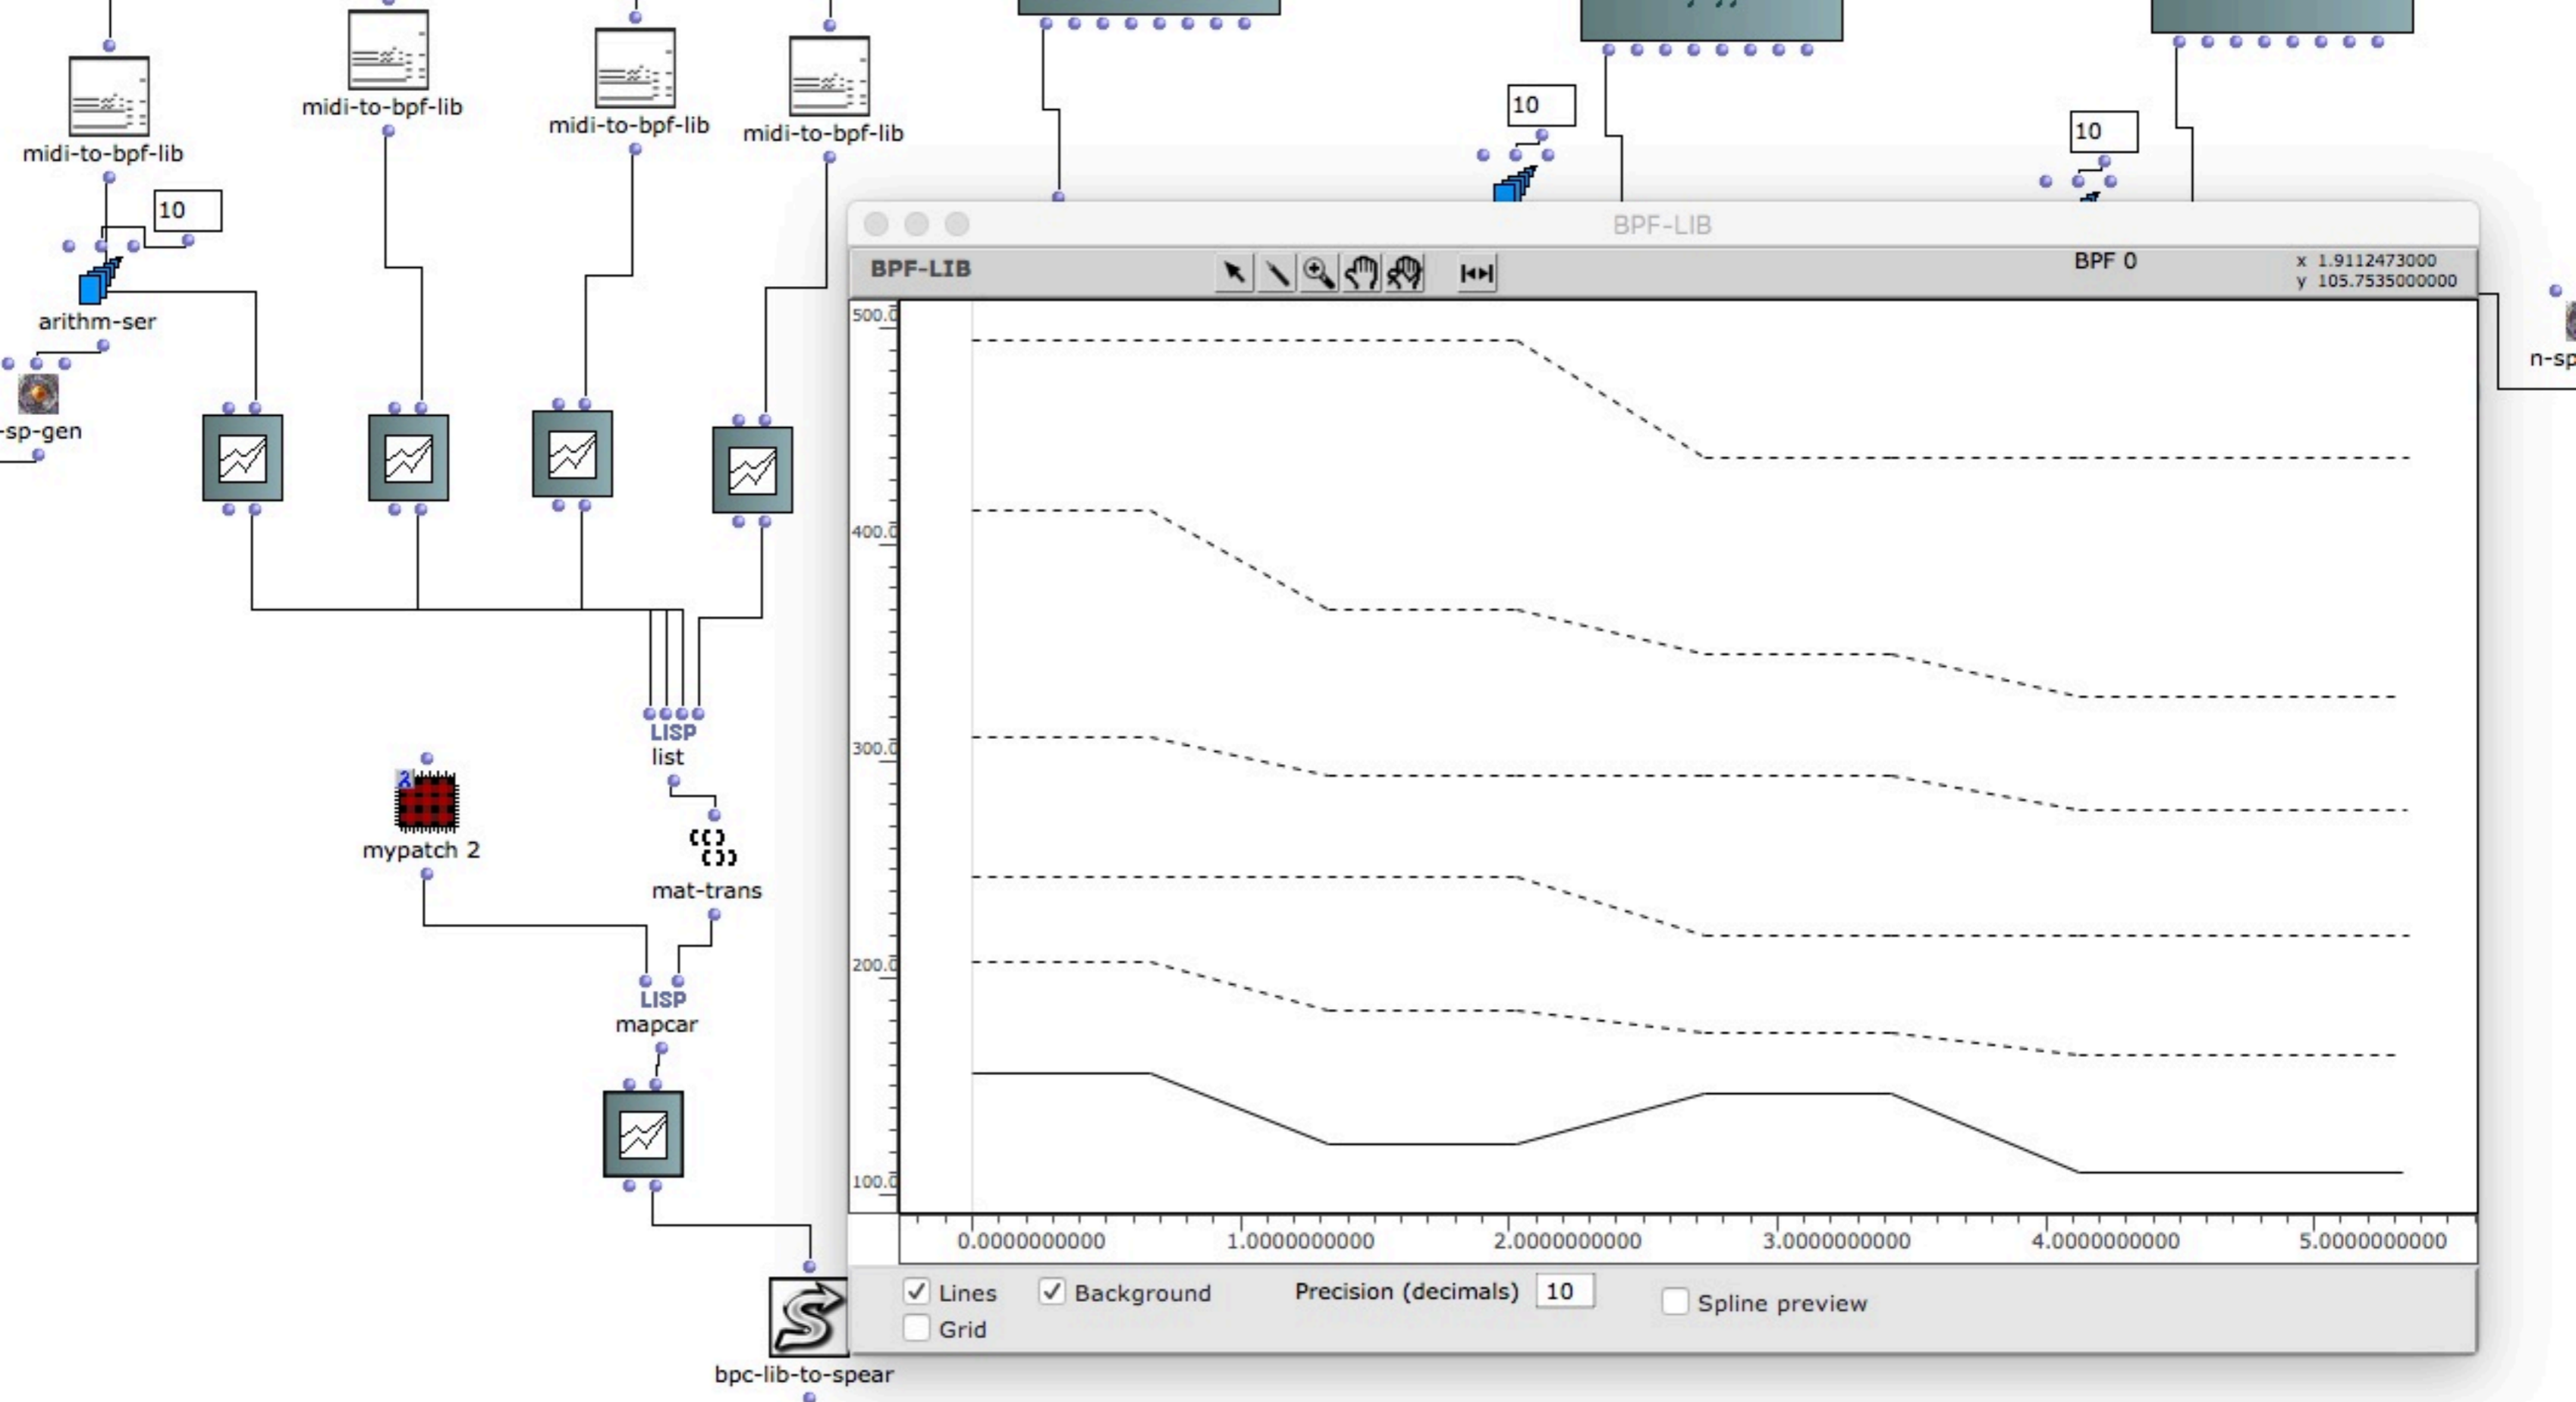 midi-to-bpf-lib
midi-to-bpf-lib
midi-to-bpf-lib
midi-to-bpf-lib
10
10
10
arithm-ser
-sp-gen
n-sp
BPF-LIB
BPF-LIB
BPF 0
x 1.9112473000
y 105.7535000000
500.0
400.0
300.0
200.0
100.0
0.0000000000 1.0000000000 2.0000000000 3.0000000000 4.0000000000 5.0000000000
Lines
Background
Precision (decimals) 10
Spline preview
Grid
LISP
list
2
mypatch 2
mat-trans
LISP
mapcar
bpc-lib-to-spear